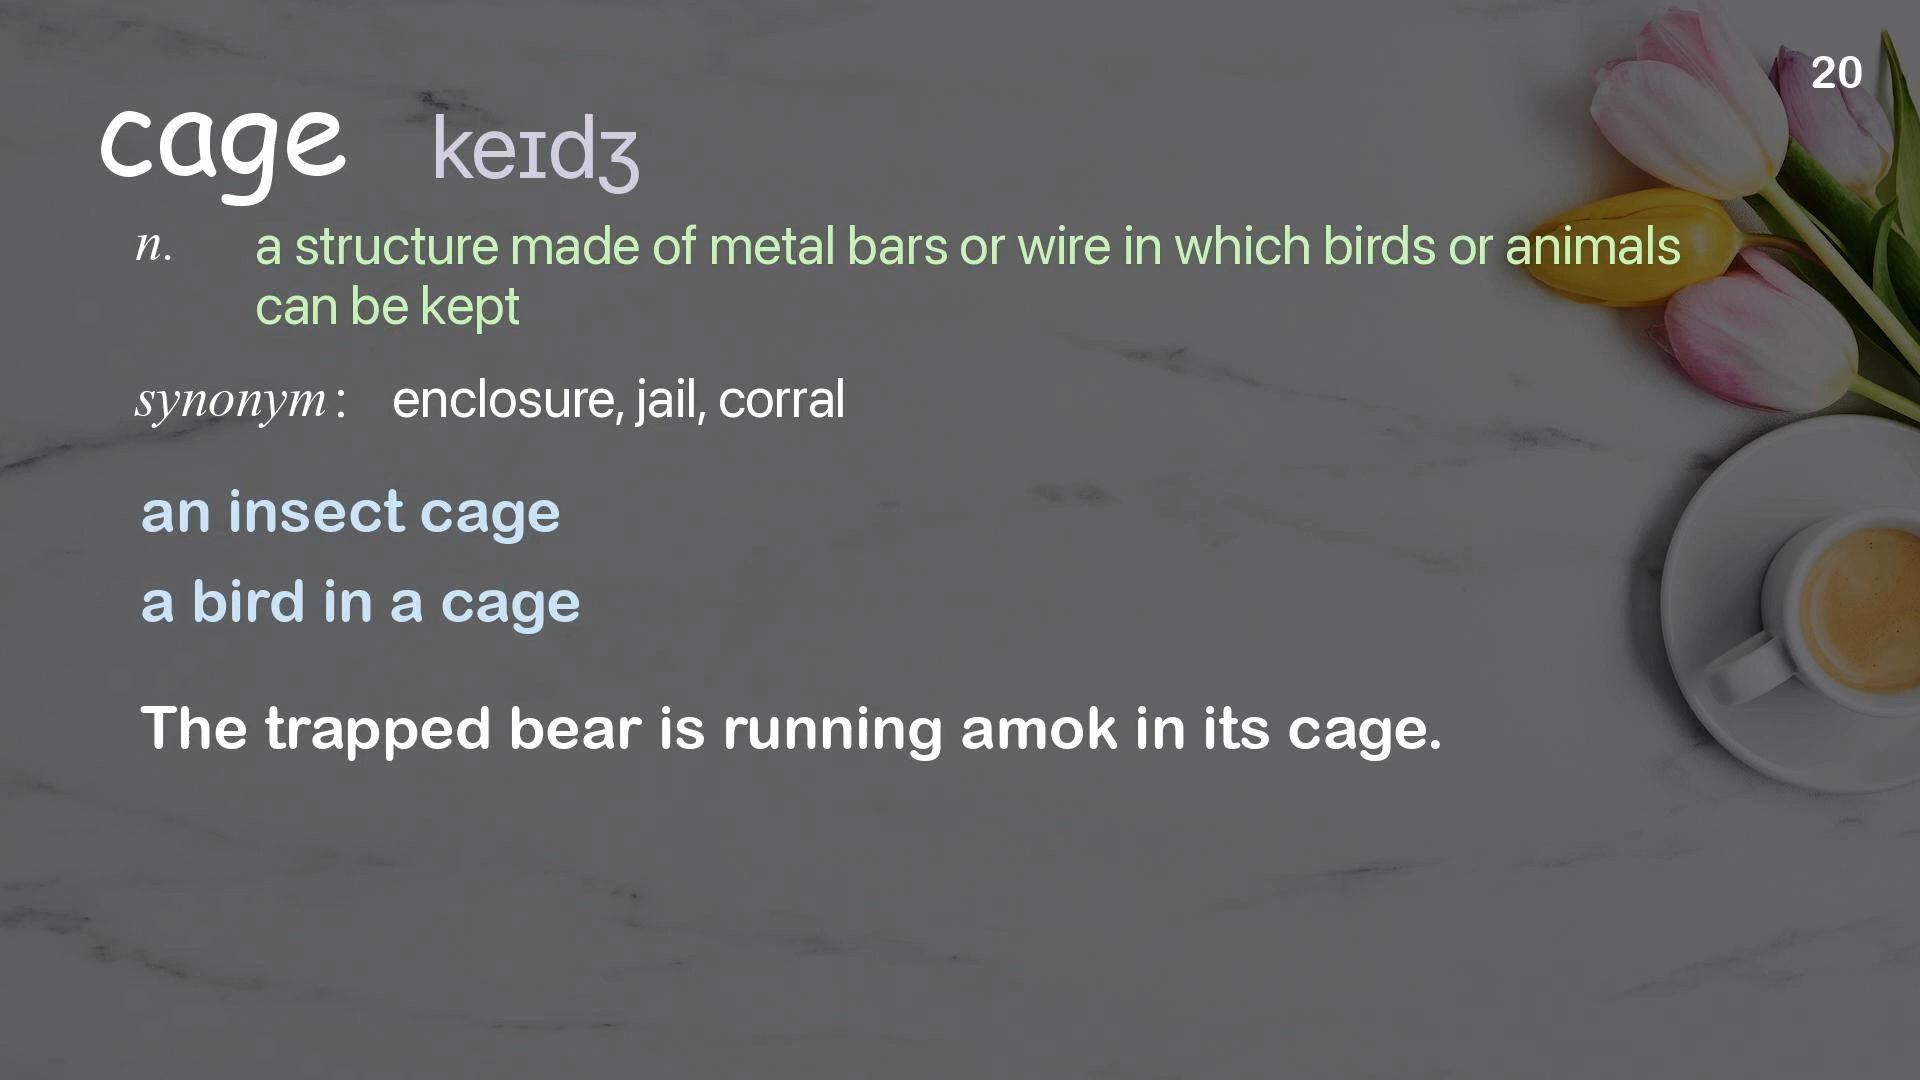 20
cage keɪdʒ
n. a structure made of metal bars or wire in which birds or animals
can be kept
synonym: enclosure, jail, corral
an insect cage
a bird in a cage
The trapped bear is running amok in its cage.